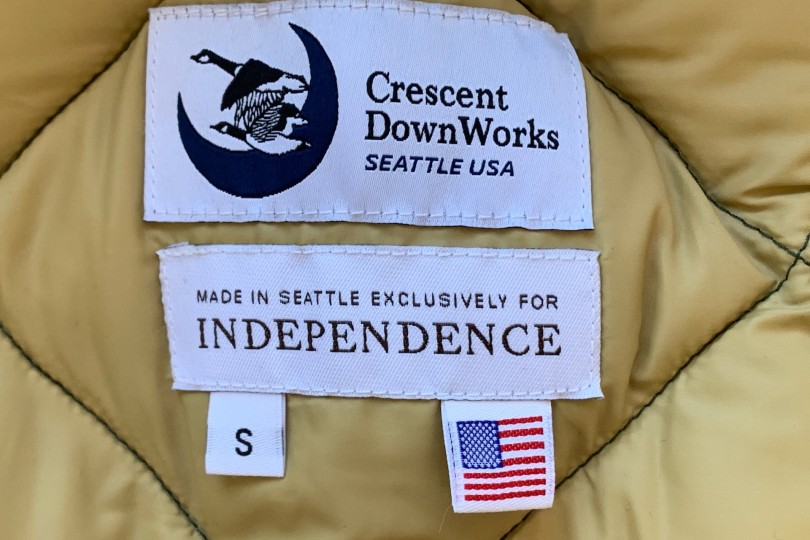 Crescent
DownWorks
SEATTLE USA
MADE IN SEATTLE EXCLUSIVELY FOR
INDEPENDENCE
S